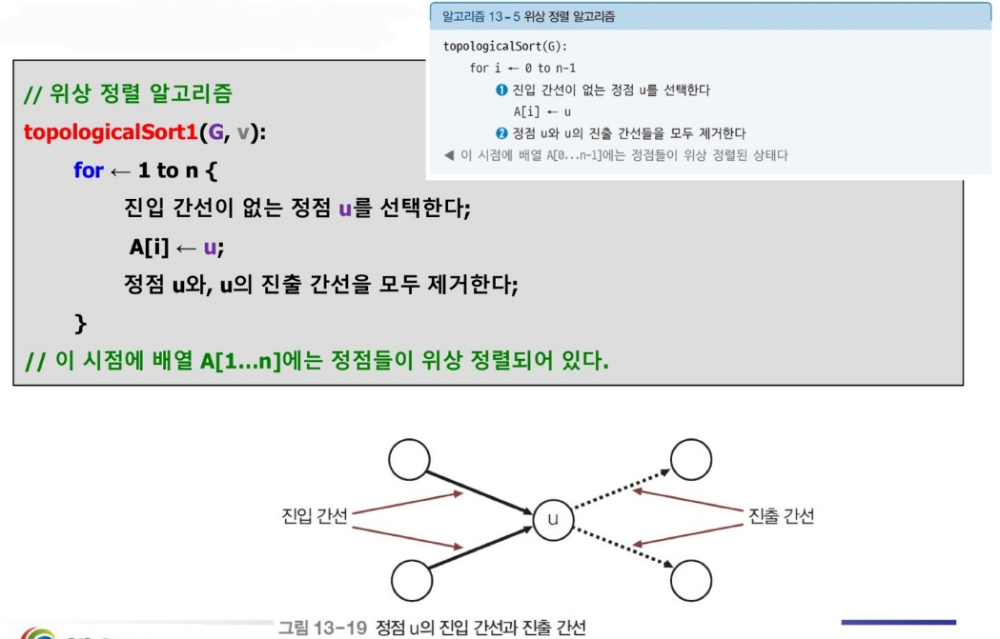 알고리즘 13-5 위상 정렬 알고리즘
topologicalSort(G):
for i ← 0 to n-1
❶ 진입 간선이 없는 정점 u를 선택한다
A[i] ← u
❷ 정점 u와 u의 진출 간선들을 모두 제거한다
◀ 이 시점에 배열 A[0...n-1]에는 정점들이 위상 정렬된 상태다
// 위상 정렬 알고리즘
topologicalSort1(G, v):
for ← 1 to n {
진입 간선이 없는 정점 u를 선택한다;
A[i] ← u;
정점 u와, u의 진출 간선을 모두 제거한다;
}
// 이 시점에 배열 A[1...n]에는 정점들이 위상 정렬되어 있다.
진입 간선
u
진출 간선
그림 13-19 정점 u의 진입 간선과 진출 간선